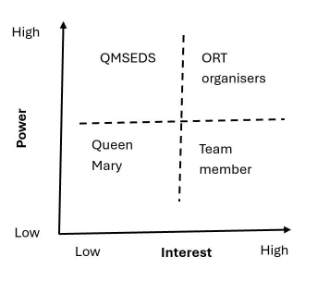 High
QMSEDS
ORT
organisers
Power
Queen
Mary
Team
member
Low
Low
Interest
High